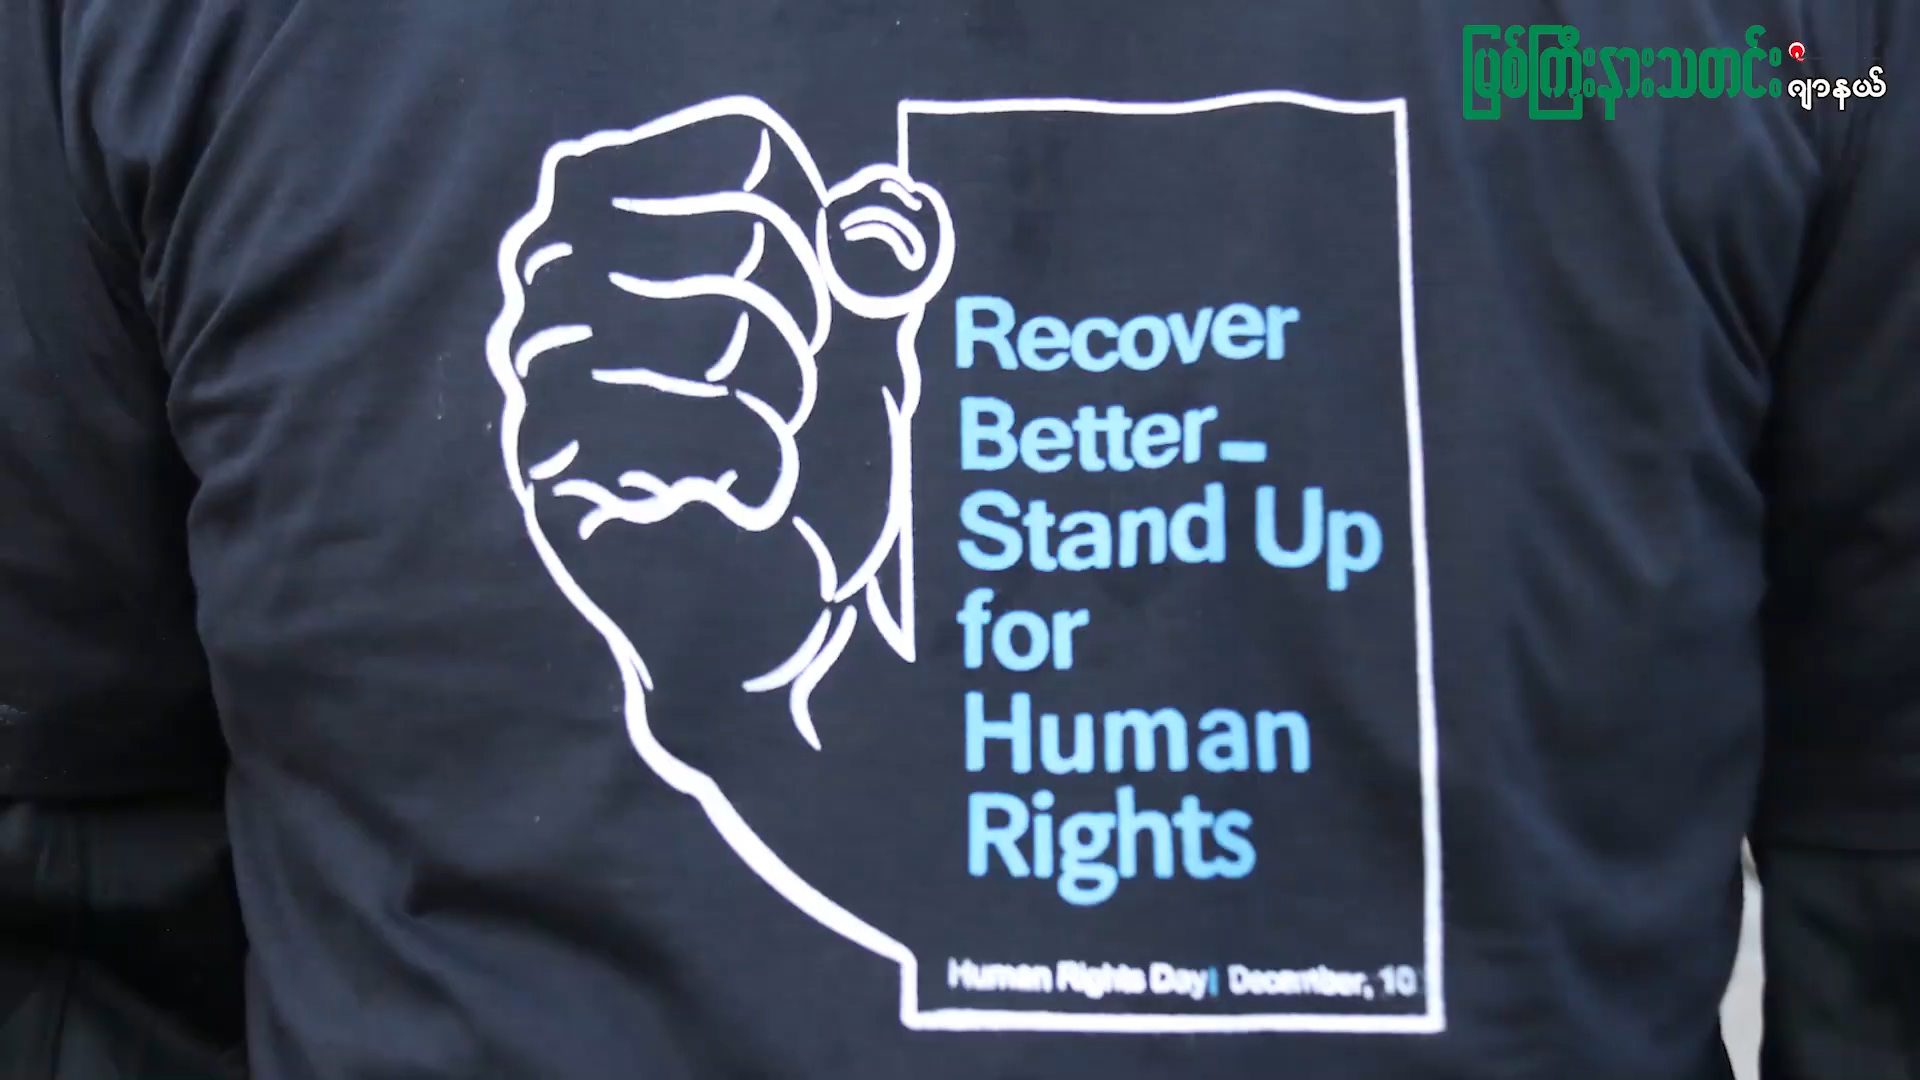 မြစ်ကြီးနားသတင်း
ဂျာနယ်
Recover
Better-
Stand Up
for
Human
Rights
Human Rights Day| December, 10